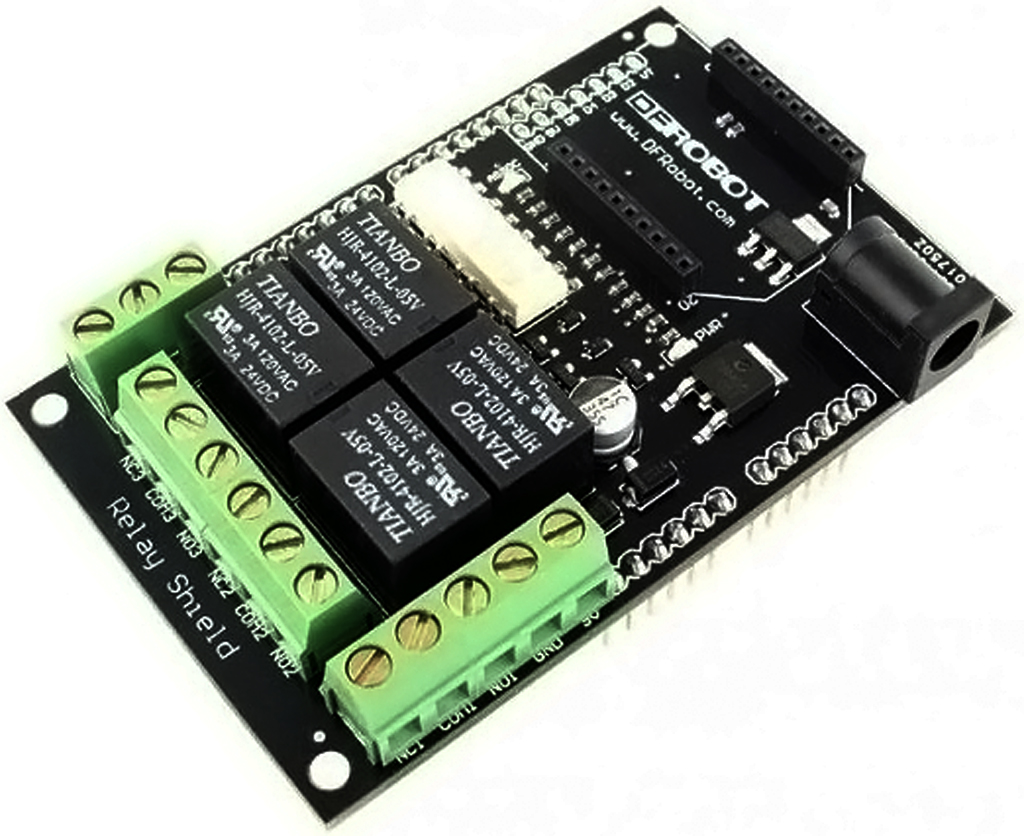 DFROBOT
www.DFRobot.com
TIANBO
HJR-4102-L-05V
3A 120VAC
3A 24VDC
TIANBO
HJR-4102-L-05V
3A 120VAC
3A 24VDC
TIANBO
HJR-4102-L-05V
3A 120VAC
3A 24VDC
TIANBO
HJR-4102-L-05V
3A 120VAC
3A 24VDC
PWR
47
NC3 COM3 NO3 NC2 COM2 NO2
Relay Shield
NC1 COM1 NO1 GND